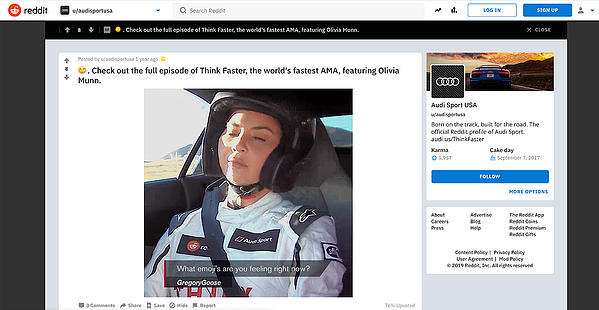 reddit
u/audisportusa
Search Reddit
LOG IN
SIGN UP
8
. Check out the full episode of Think Faster, the world's fastest AMA, featuring Olivia Munn.
CLOSE
Posted by u/audisportusa 1 year ago
. Check out the full episode of Think Faster, the world's fastest AMA, featuring Olivia
Munn.
Audi Sport
What emoji's are you feeling right now?
GregoryGoose
3 Comments
Share
Save
Hide
Report
76% Upvoted
Audi Sport USA
u/audisportusa
Born on the track, built for the road. The
official Reddit profile of Audi Sport.
audi.us/ThinkFaster
Karma
Cake day
5,957
September 7, 2017
FOLLOW
MORE OPTIONS
About
Advertise
The Reddit App
Careers
Blog
Reddit Coins
Press
Help
Reddit Premium
Reddit Gifts
Content Policy | Privacy Policy
User Agreement | Mod Policy
© 2019 Reddit, Inc. All rights reserved